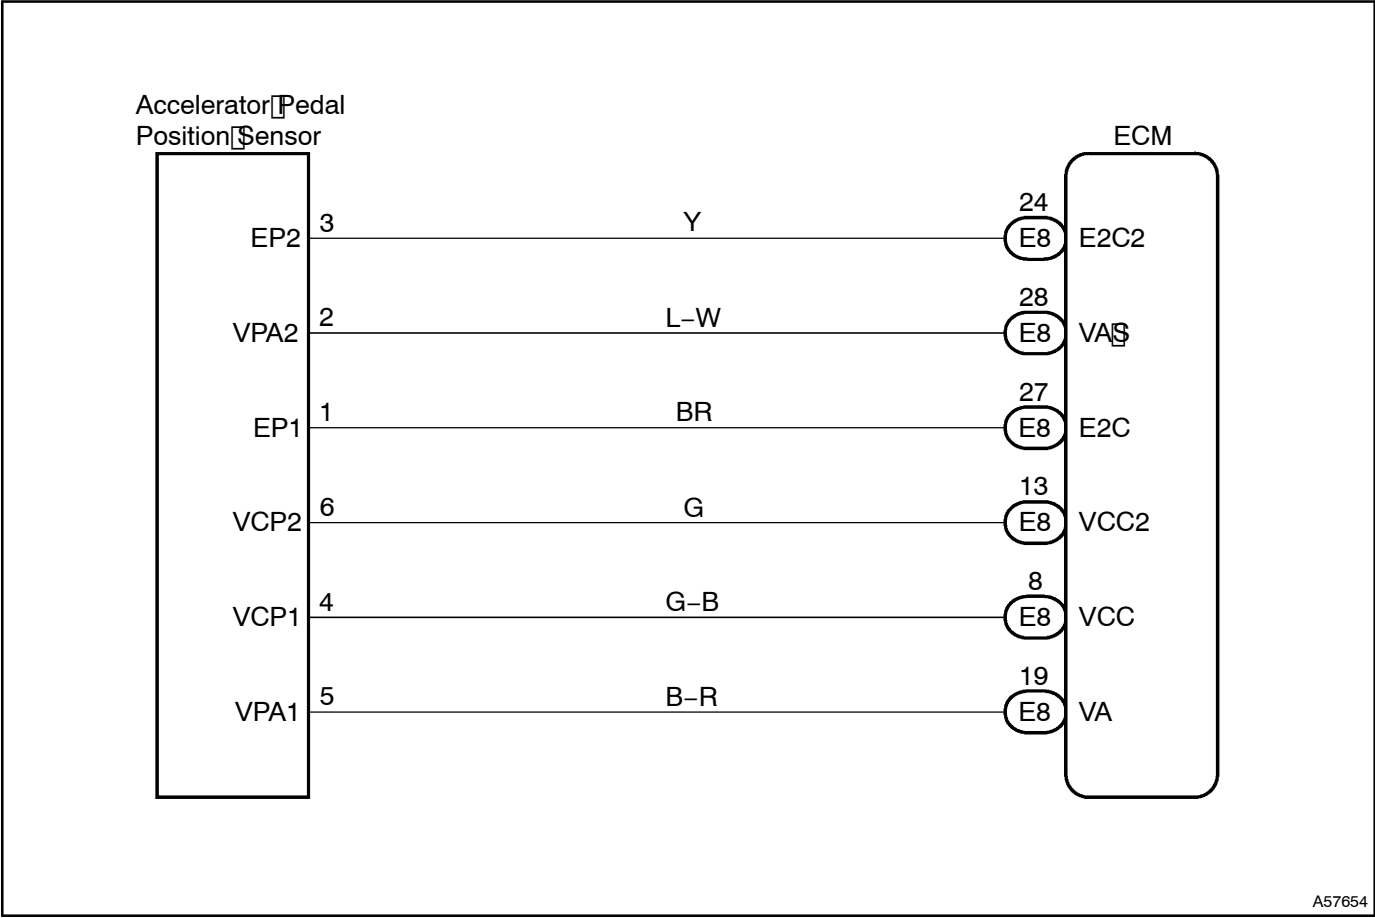 Accelerator Pedal
Position Sensor
ECM
EP2 3 Y 24 E8 E2C2
VPA2 2 L–W 28 E8 VAS
EP1 1 BR 27 E8 E2C
VCP2 6 G 13 E8 VCC2
VCP1 4 G–B 8 E8 VCC
VPA1 5 B–R 19 E8 VA
A57654